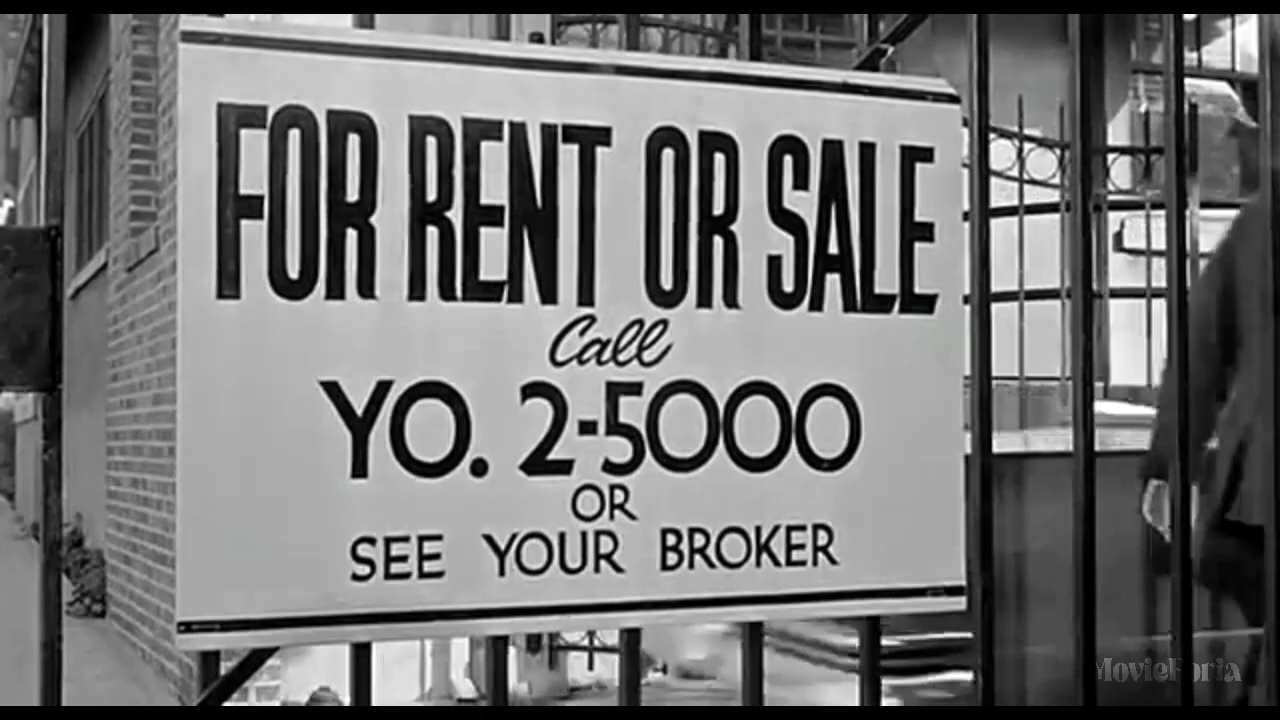 FOR RENT OR SALE
Call
YO. 2-5000
OR
SEE YOUR BROKER
MovieForia